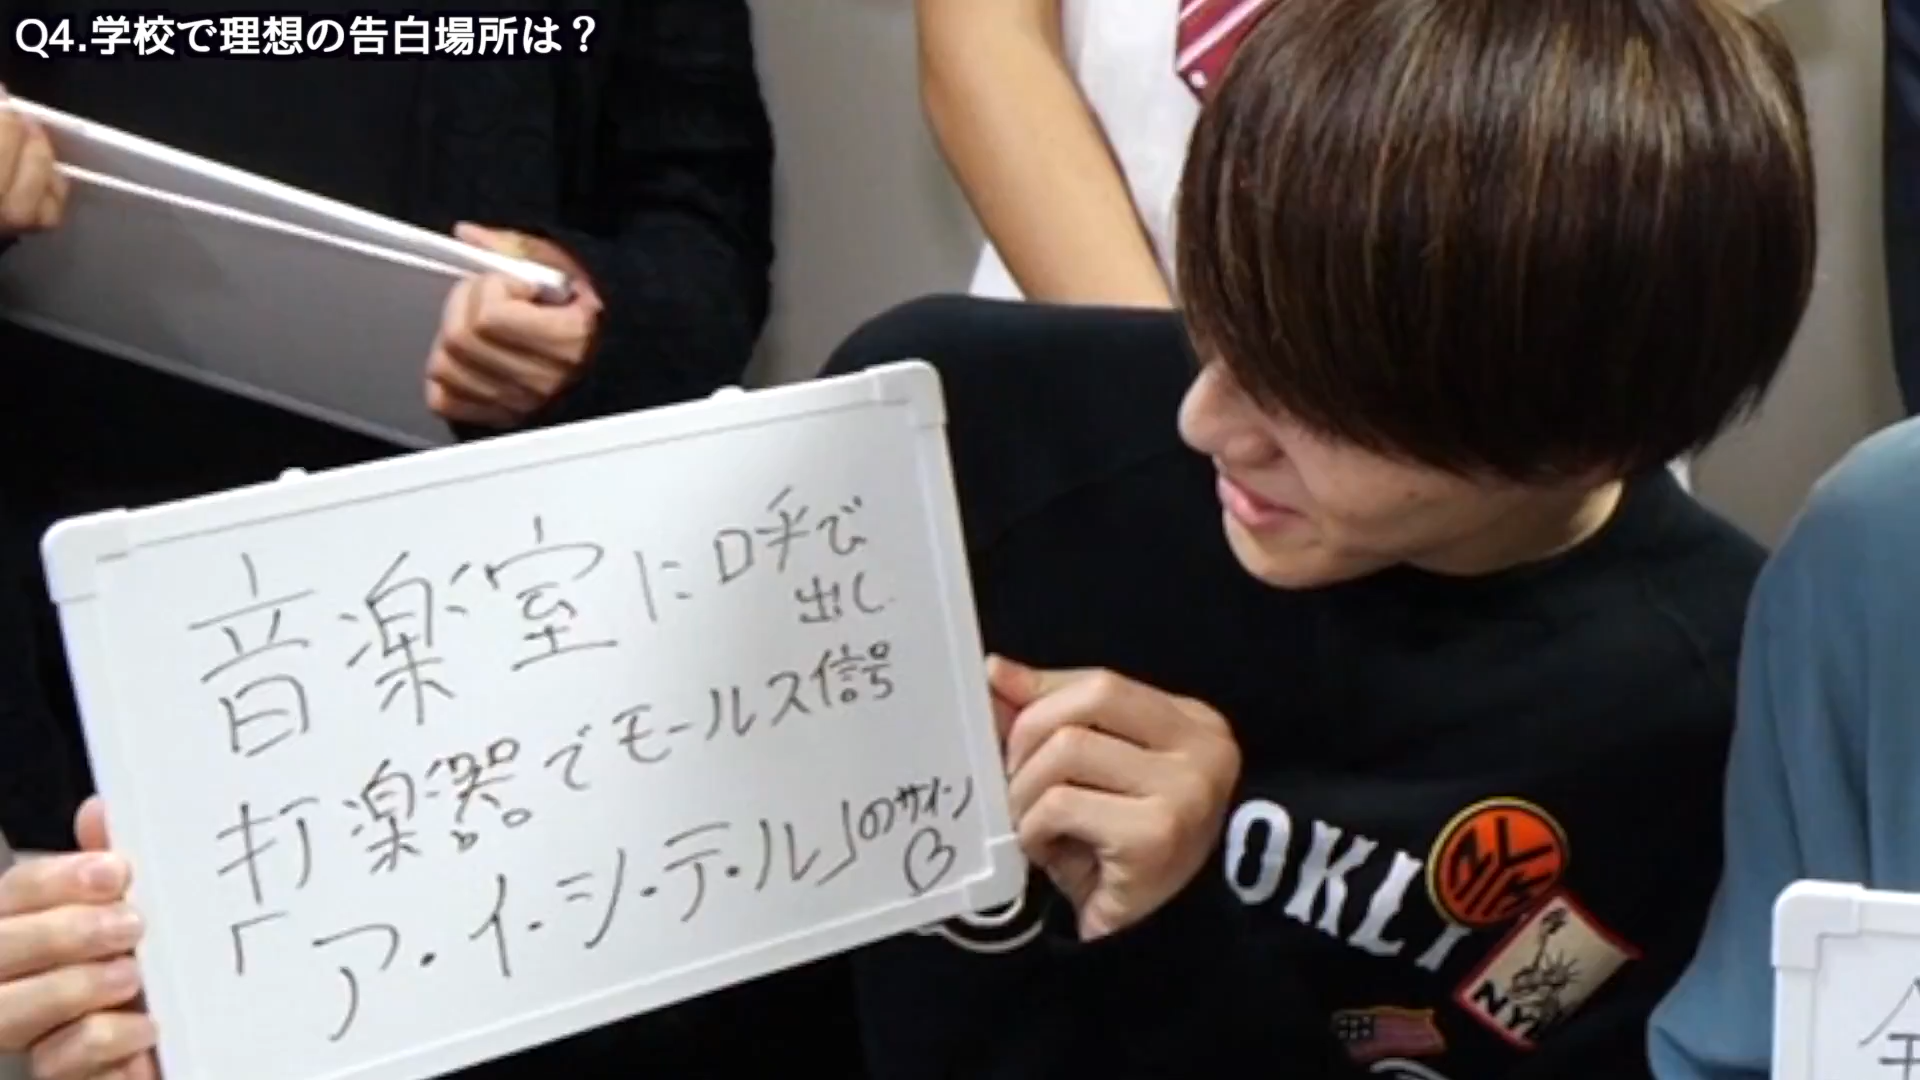 Q4.学校で理想の告白場所は？
音楽室に呼で
出し
打楽器でモールス信号
「ア・イ・シ・テ・ル」のサイン♡
OKLY
NY